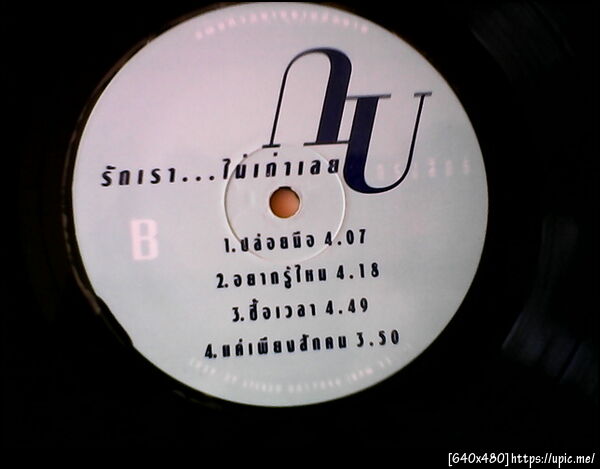 กบ
รักเรา...ไม่เก่าเลย
B
1.ปล่อยมือ 4.07
2.อยากรู้ไหม 4.18
3.ซื้อเวลา 4.49
4.แค่เพียงสักคน 3.50
[640x480]https://upic.me/